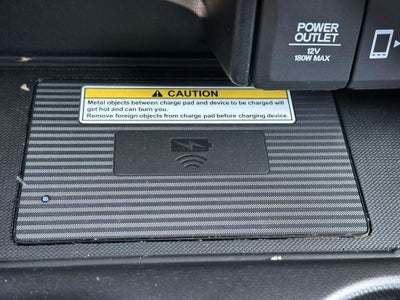 POWER
OUTLET
12V
180W MAX
CAUTION
Metal objects between charge pad and device to be charged will
get hot and can burn you.
Remove foreign objects from charge pad before charging device.